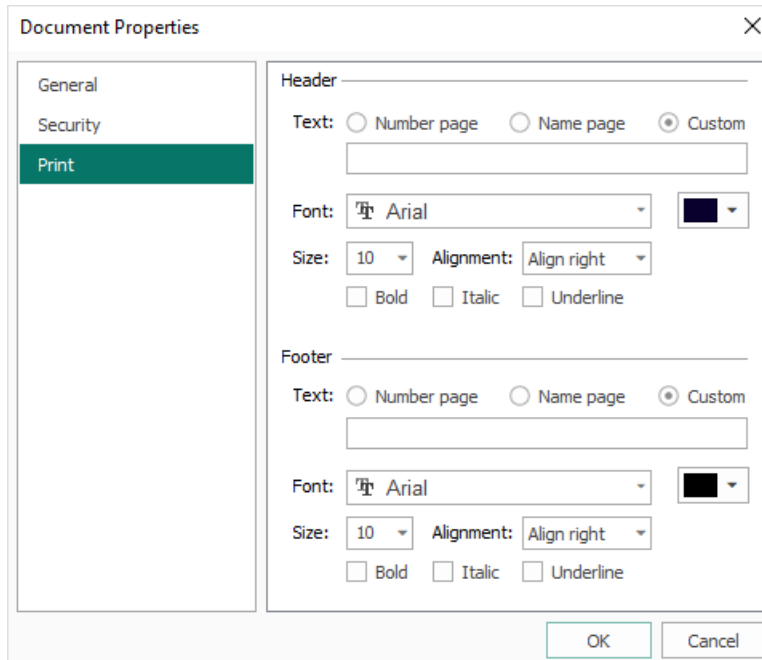 Document Properties
General
Security
Print
Header
Text: Number page Name page Custom
Font: Arial
Size: 10 Alignment: Align right
Bold Italic Underline
Footer
Text: Number page Name page Custom
Font: Arial
Size: 10 Alignment: Align right
Bold Italic Underline
OK Cancel